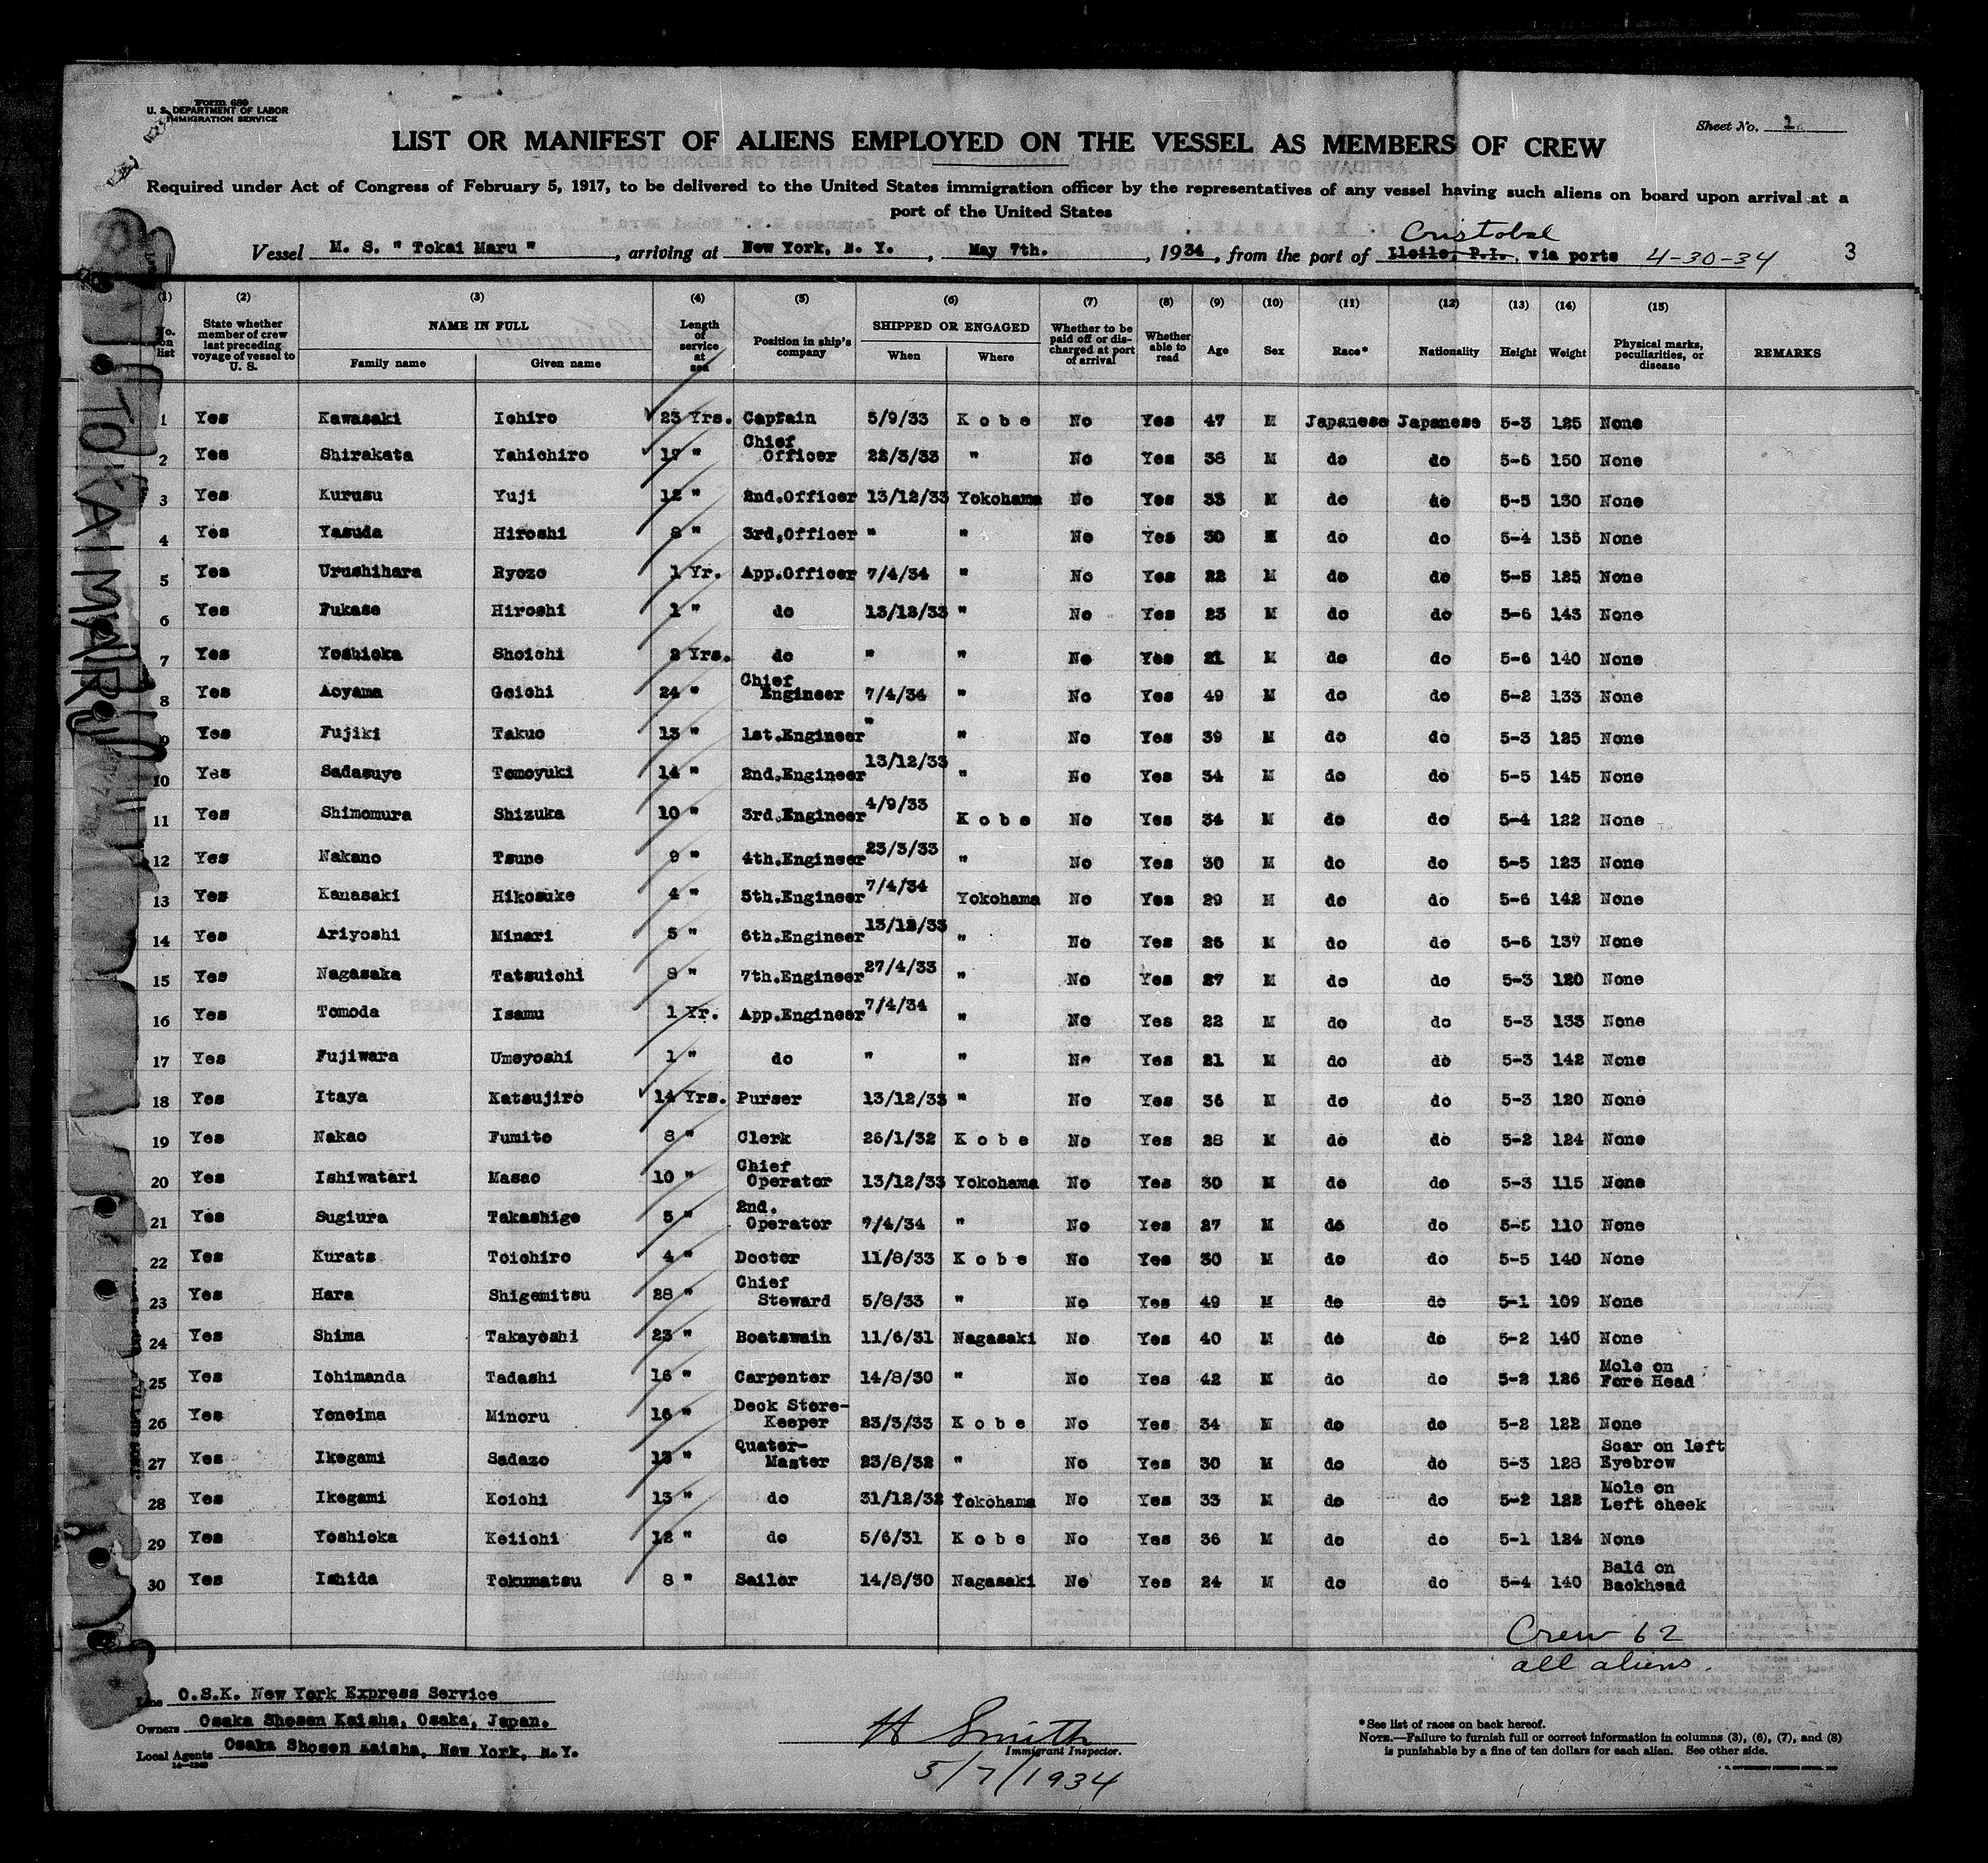 Form 689
U. S. DEPARTMENT OF LABOR
IMMIGRATION SERVICE
Sheet No. 1
LIST OR MANIFEST OF ALIENS EMPLOYED ON THE VESSEL AS MEMBERS OF CREW
Required under Act of Congress of February 5, 1917, to be delivered to the United States immigration officer by the representatives of any vessel having such aliens on board upon arrival at a
port of the United States
Cristobal
Vessel M. S. " Tokai Maru ", arriving at New York, N. Y., May 7th., 1934, from the port of Iloilo, P.I. via ports 4-30-34 3
TOKAI MARU
(1) (2) (3) (4) (5) (6) (7) (8) (9) (10) (11) (12) (13) (14) (15)
No. on list State whether member of crew last preceding voyage of vessel to U. S. NAME IN FULL Family name Given name Length of service at sea Position in ship's company SHIPPED OR ENGAGED When Where Whether to be paid off or discharged at port of arrival Whether able to read Age Sex Race* Nationality Height Weight Physical marks, peculiarities, or disease REMARKS
1 Yes Kawasaki Ichiro 23 Yrs. Captain 5/9/33 Kobe No Yes 47 M Japanese Japanese 5-3 125 None
2 Yes Shirakata Yahichiro 17 " Chief Officer 22/3/33 " No Yes 38 M do do 5-6 150 None
3 Yes Kurusu Yuji 12 " 2nd.Officer 13/12/33 Yokohama No Yes 33 M do do 5-5 130 None
4 Yes Yasuda Hiroshi 8 " 3rd.Officer " " No Yes 30 M do do 5-4 135 None
5 Yes Urushihara Ryozo 1 Yr. App.Officer 7/4/34 " No Yes 22 M do do 5-5 125 None
6 Yes Fukase Hiroshi 1 " do 13/12/33 " No Yes 23 M do do 5-6 143 None
7 Yes Yoshioka Shoichi 2 Yrs. do " " No Yes 21 M do do 5-6 140 None
8 Yes Aoyama Goichi 24 " Chief Engineer 7/4/34 " No Yes 49 M do do 5-2 133 None
9 Yes Fujiki Takuo 13 " 1st.Engineer " " No Yes 39 M do do 5-3 125 None
10 Yes Sadasuye Tomoyuki 14 " 2nd.Engineer 13/12/33 " No Yes 34 M do do 5-5 145 None
11 Yes Shimomura Shizuka 10 " 3rd.Engineer 4/9/33 Kobe No Yes 34 M do do 5-4 122 None
12 Yes Nakano Tsune 9 " 4th.Engineer 23/3/33 " No Yes 30 M do do 5-5 123 None
13 Yes Kanasaki Hikosuke 4 " 5th.Engineer 7/4/34 Yokohama No Yes 29 M do do 5-6 142 None
14 Yes Ariyoshi Minari 5 " 6th.Engineer 13/12/33 " No Yes 26 M do do 5-6 137 None
15 Yes Nagasaka Tatsuichi 8 " 7th.Engineer 27/4/33 " No Yes 27 M do do 5-3 120 None
16 Yes Tomoda Isamu 1 Yr. App.Engineer 7/4/34 " No Yes 22 M do do 5-3 133 None
17 Yes Fujiwara Umeyoshi 1 " do " " No Yes 21 M do do 5-3 142 None
18 Yes Itaya Katsujiro 14 Yrs. Purser 13/12/33 " No Yes 36 M do do 5-3 120 None
19 Yes Nakao Fumito 8 " Clerk 26/1/32 Kobe No Yes 28 M do do 5-2 124 None
20 Yes Ishiwatari Masao 10 " Chief Operator 13/12/33 Yokohama No Yes 30 M do do 5-3 115 None
21 Yes Sugiura Takashige 5 " 2nd. Operator 7/4/34 " No Yes 27 M do do 110 None
22 Yes Kurata Toichiro 4 " Doctor 11/8/33 Kobe No Yes 30 M do do 5-5 140 None
23 Yes Hara Shigemitsu 28 " Chief Steward 5/8/33 " No Yes 49 M do do 5-1 109 None
24 Yes Shima Takayoshi 23 " Boatswain 11/6/31 Nagasaki No Yes 40 M do do 5-2 140 None
25 Yes Ichimanda Tadashi 16 " Carpenter 14/8/30 " No Yes 42 M do do 5-2 126 Mole on Fore Head
26 Yes Yoneima Minoru 16 " Deck Store-Keeper 23/3/33 Kobe No Yes 34 M do do 5-2 122 None
27 Yes Ikegami Sadazo 13 " Quater-Master 23/8/32 " No Yes 30 M do do 5-3 128 Scar on left Eyebrow
28 Yes Ikegami Koichi 13 " do 31/12/32 Yokohama No Yes 33 M do do 5-2 122 Mole on Left cheek
29 Yes Yoshioka Keiichi 12 " do 5/6/31 Kobe No Yes 36 M do do 5-1 124 None
30 Yes Ishida Tokumatsu 8 " Sailor 14/8/30 Nagasaki No Yes 24 M do do 5-4 140 Bald on Backhead
Crew 62
all aliens.
Line O.S.K. New York Express Service
Owners Osaka Shosen Kaisha, Osaka, Japan.
Local Agents Osaka Shosen Kaisha, New York, N.Y.
14—1240
H Smith
Immigrant Inspector.
5/7/1934
*See list of races on back hereof.
NOTE.—Failure to furnish full or correct information in columns (3), (6), (7), and (8)
is punishable by a fine of ten dollars for each alien. See other side.